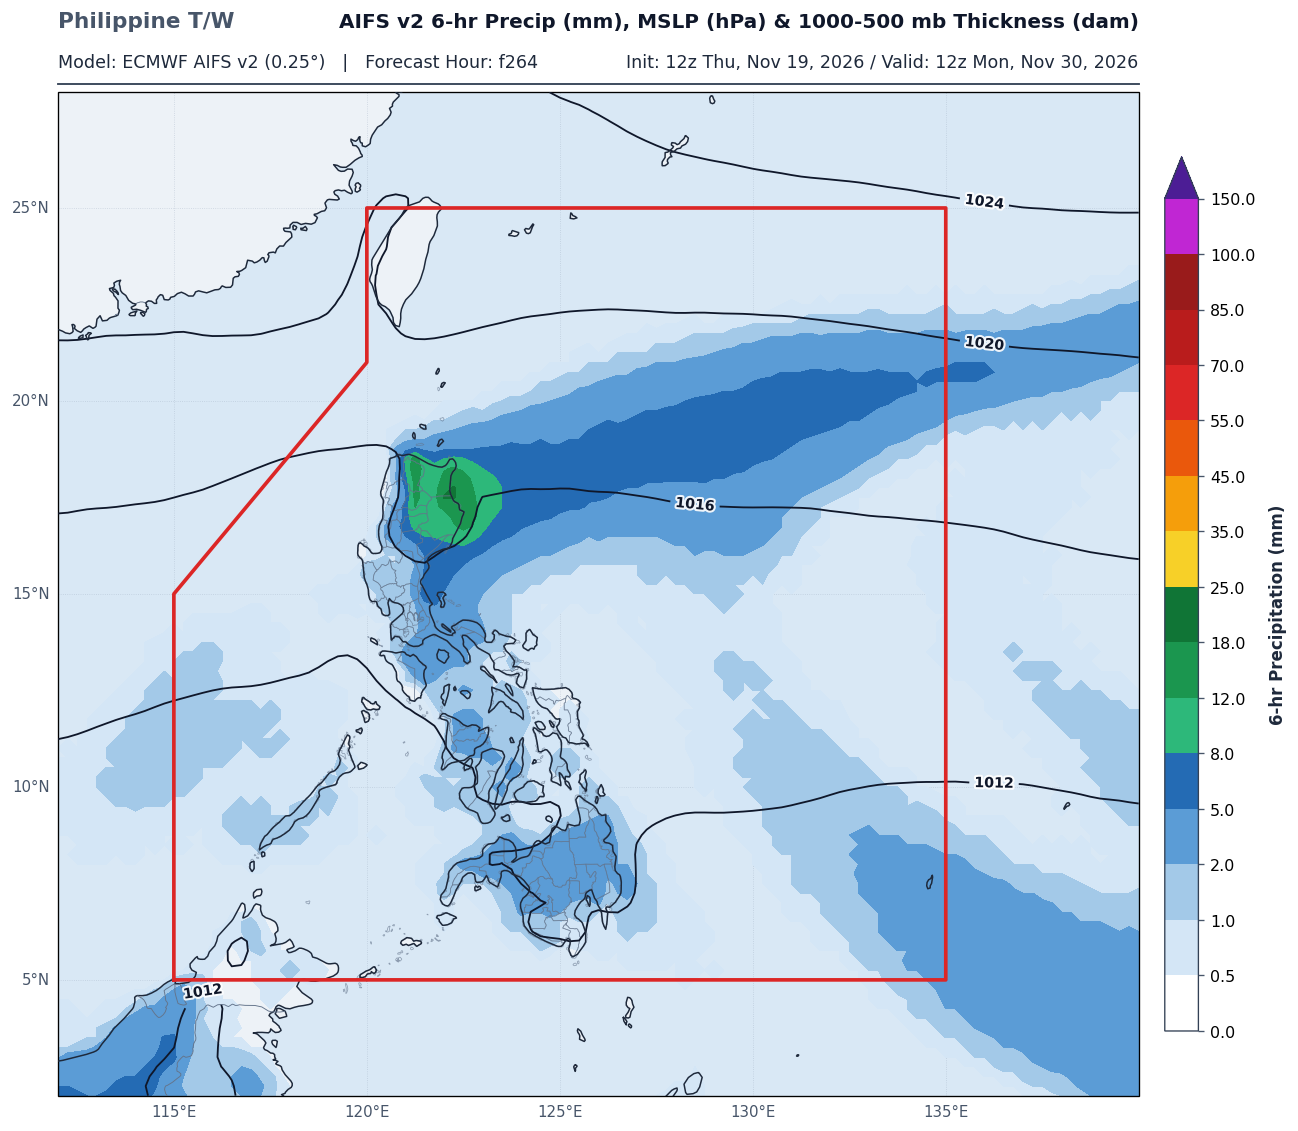 Philippine T/W
AIFS v2 6-hr Precip (mm), MSLP (hPa) & 1000-500 mb Thickness (dam)
Model: ECMWF AIFS v2 (0.25°) | Forecast Hour: f264
Init: 12z Thu, Nov 19, 2026 / Valid: 12z Mon, Nov 30, 2026
25°N
20°N
15°N
10°N
5°N
1024
1020
1016
1012
1012
115°E
120°E
125°E
130°E
135°E
150.0
100.0
85.0
70.0
55.0
45.0
35.0
25.0
18.0
12.0
8.0
5.0
2.0
1.0
0.5
0.0
6-hr Precipitation (mm)